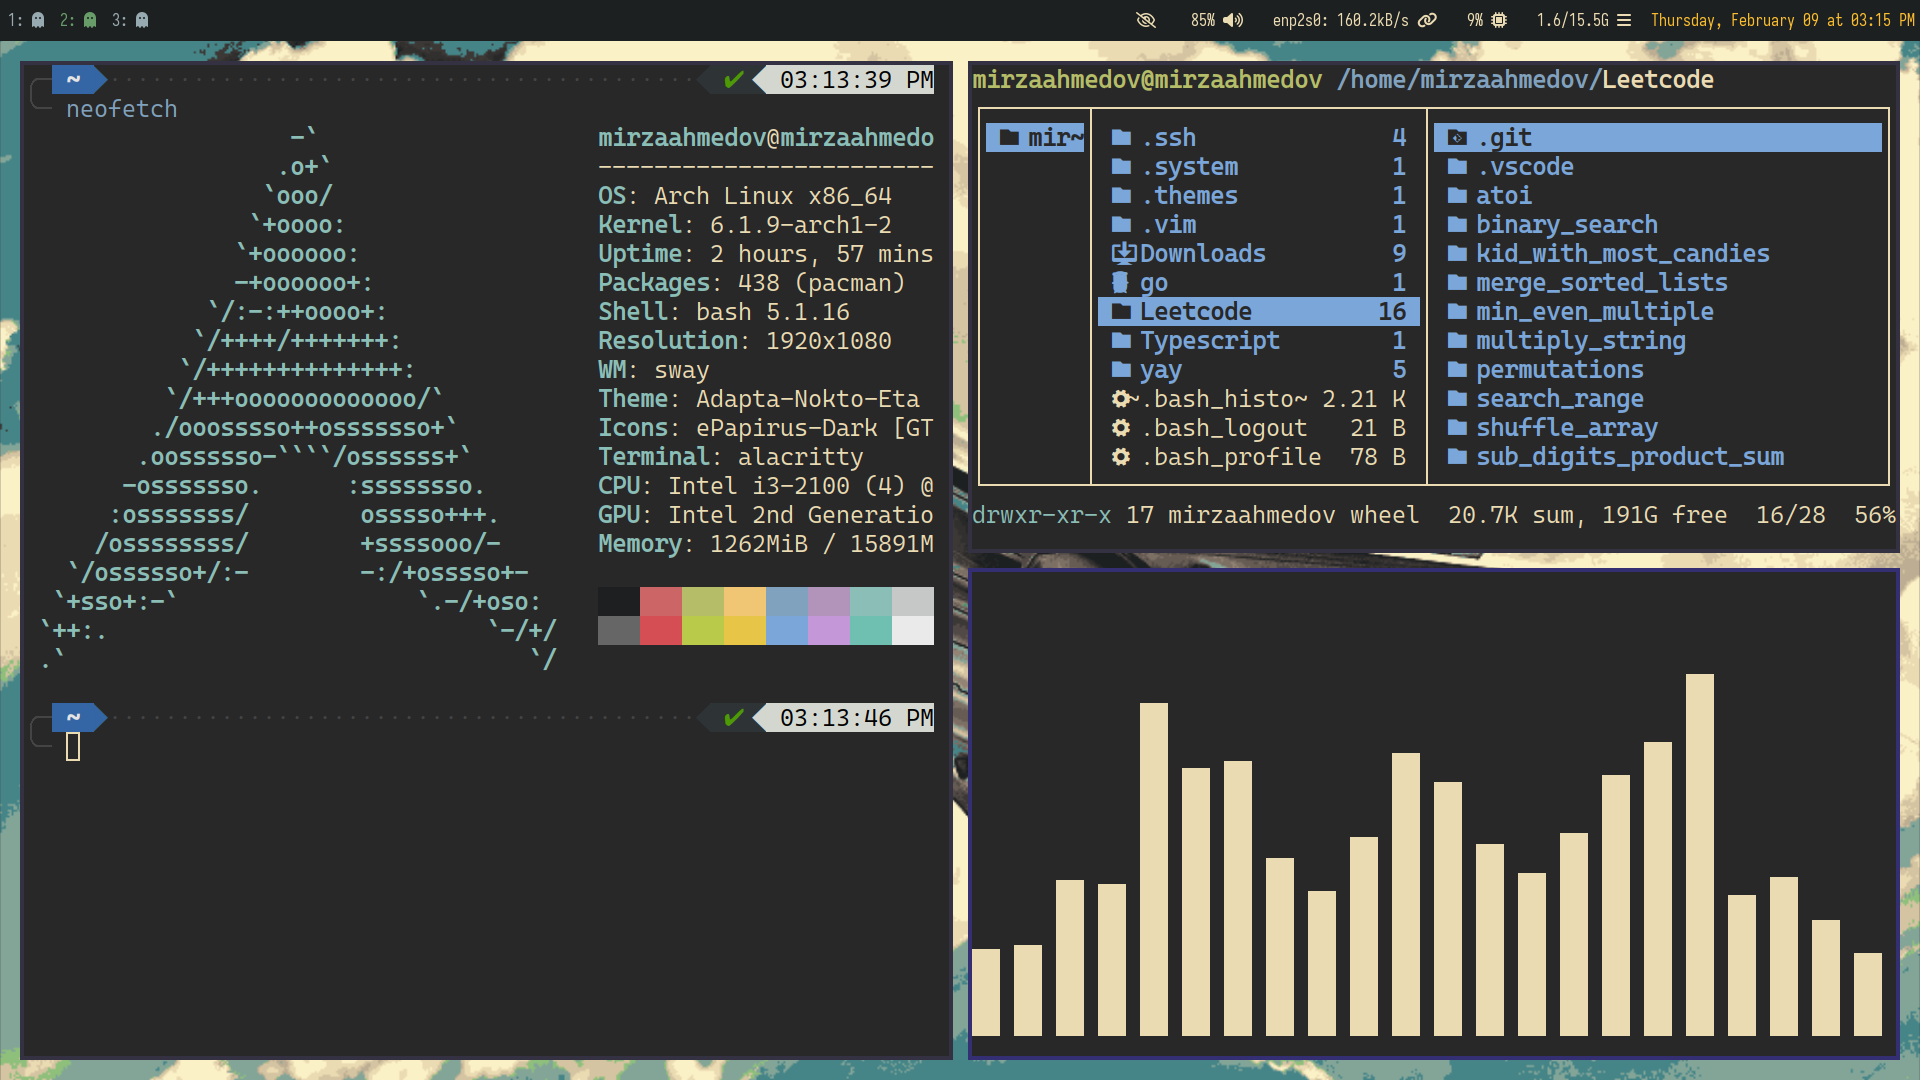 1: 2: 3: 85% enp2s0: 160.2kB/s 9% 1.6/15.5G Thursday, February 09 at 03:15 PM
~ ✔ 03:13:39 PM
neofetch
-`
.o+`
`ooo/
`+oooo:
`+oooooo:
-+oooooo+:
`/:-:++oooo+:
`/++++/+++++++:
`/++++++++++++++:
`/+++ooooooooooooo/`
./ooosssso++osssssso+`
.oossssso-````/ossssss+`
-osssssso. :ssssssso.
:osssssss/ osssso+++.
/ossssssss/ +ssssooo/-
`/ossssso+/:- -:/+osssso+-
`+sso+:-` `.-/+oso:
`++:. `-/+/
.` `/
mirzaahmedov@mirzaahmedo
------------------------
OS: Arch Linux x86_64
Kernel: 6.1.9-arch1-2
Uptime: 2 hours, 57 mins
Packages: 438 (pacman)
Shell: bash 5.1.16
Resolution: 1920x1080
WM: sway
Theme: Adapta-Nokto-Eta
Icons: ePapirus-Dark [GT
Terminal: alacritty
CPU: Intel i3-2100 (4) @
GPU: Intel 2nd Generatio
Memory: 1262MiB / 15891M
~ ✔ 03:13:46 PM
mirzaahmedov@mirzaahmedov /home/mirzaahmedov/Leetcode
mir~
.ssh 4
.system 1
.themes 1
.vim 1
Downloads 9
go 1
Leetcode 16
Typescript 1
yay 5
~.bash_histo~ 2.21 K
.bash_logout 21 B
.bash_profile 78 B
.git
.vscode
atoi
binary_search
kid_with_most_candies
merge_sorted_lists
min_even_multiple
multiply_string
permutations
search_range
shuffle_array
sub_digits_product_sum
drwxr-xr-x 17 mirzaahmedov wheel 20.7K sum, 191G free 16/28 56%